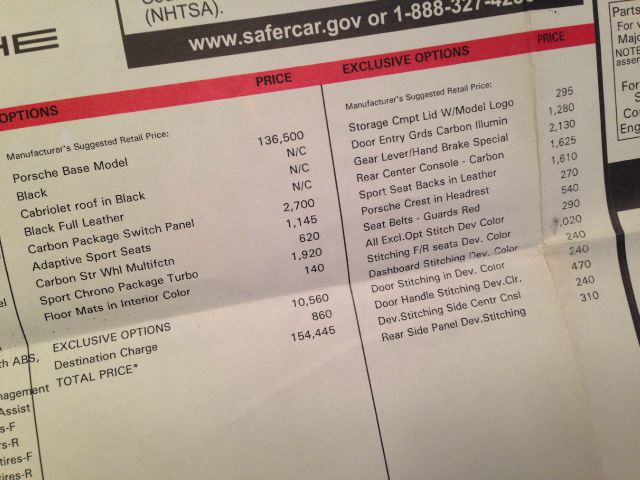 (NHTSA).
www.safercar.gov or 1-888-327-42
OPTIONS PRICE EXCLUSIVE OPTIONS PRICE
Manufacturer's Suggested Retail Price:
Porsche Base Model 136,500
Black N/C
Cabriolet roof in Black N/C
Black Full Leather N/C
Carbon Package Switch Panel 2,700
Adaptive Sport Seats 1,145
Carbon Str Whl Multifctn 620
Sport Chrono Package Turbo 1,920
Floor Mats in Interior Color 140
EXCLUSIVE OPTIONS 10,560
Destination Charge 860
TOTAL PRICE* 154,445
Manufacturer's Suggested Retail Price:
Storage Cmpt Lid W/Model Logo 295
Door Entry Grds Carbon Illumin 1,280
Gear Lever/Hand Brake Special 2,130
Rear Center Console - Carbon 1,625
Sport Seat Backs in Leather 1,610
Porsche Crest in Headrest 270
Seat Belts - Guards Red 540
All Excl.Opt Stitch Dev Color 290
Stitching F/R seats Dev. Color ,020
Dashboard Stitching Dev. Color 240
Door Stitching in Dev. Color 240
Door Handle Stitching Dev.Clr. 470
Dev.Stitching Side Centr Cnsl 240
Rear Side Panel Dev.Stitching 310
th ABS,
nagement
Assist
s-F
rs-R
tires-F
ires-R
Parts
For v
Majo
NOTE
asser
For
S
Co
Eng